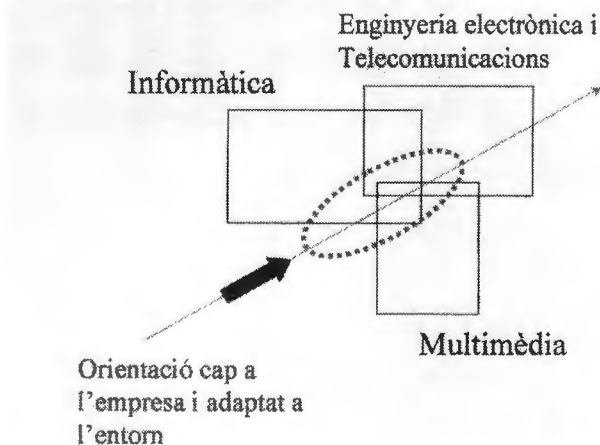 Enginyeria electrònica i
Telecomunicacions
Informàtica
Multimèdia
Orientació cap a
l'empresa i adaptat a
l'entorn